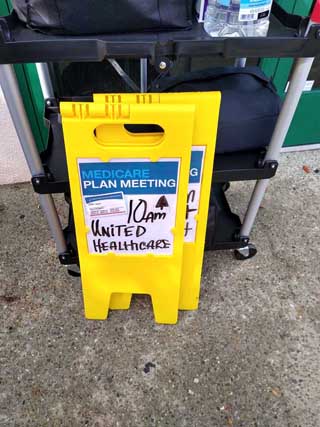 MEDICARE
PLAN MEETING
10AM
UNITED
HEALTHCARE